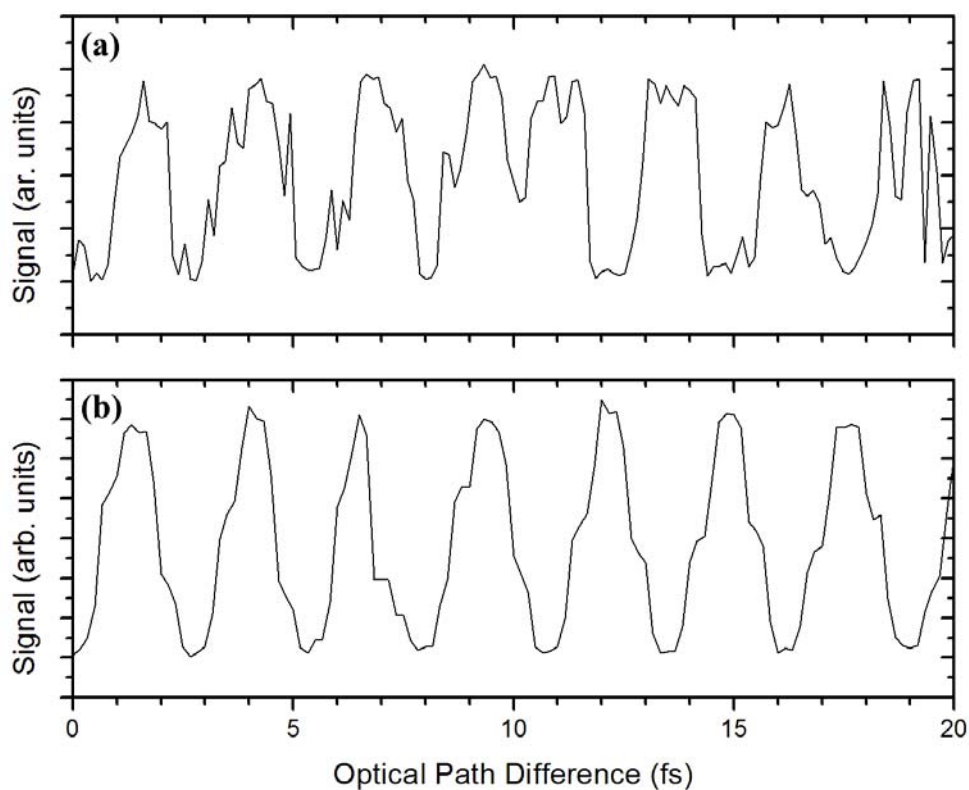 (a)
Signal (ar. units)
(b)
Signal (arb. units)
0 5 10 15 20
Optical Path Difference (fs)